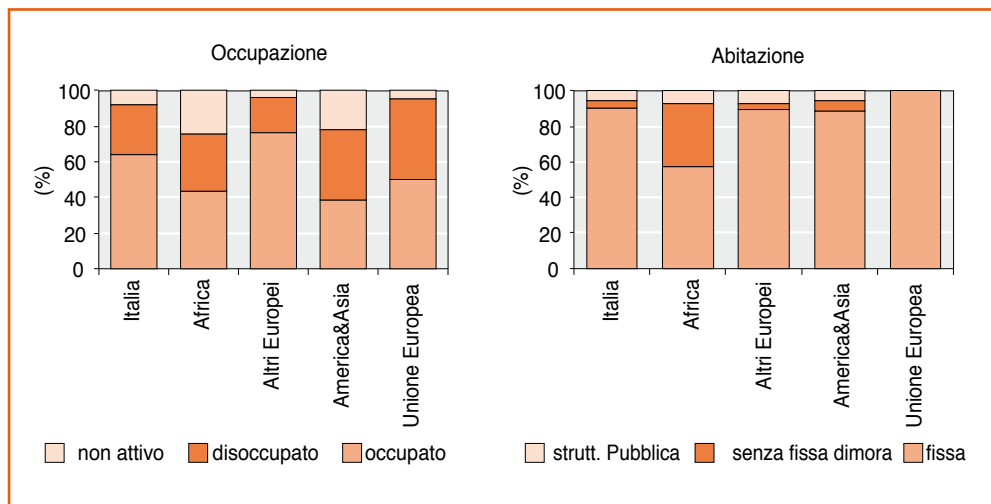 Occupazione
(%)
100
80
60
40
20
0
Italia
Africa
Altri Europei
America&Asia
Unione Europea
non attivo disoccupato occupato
Abitazione
(%)
100
80
60
40
20
0
Italia
Africa
Altri Europei
America&Asia
Unione Europea
strutt. Pubblica senza fissa dimora fissa